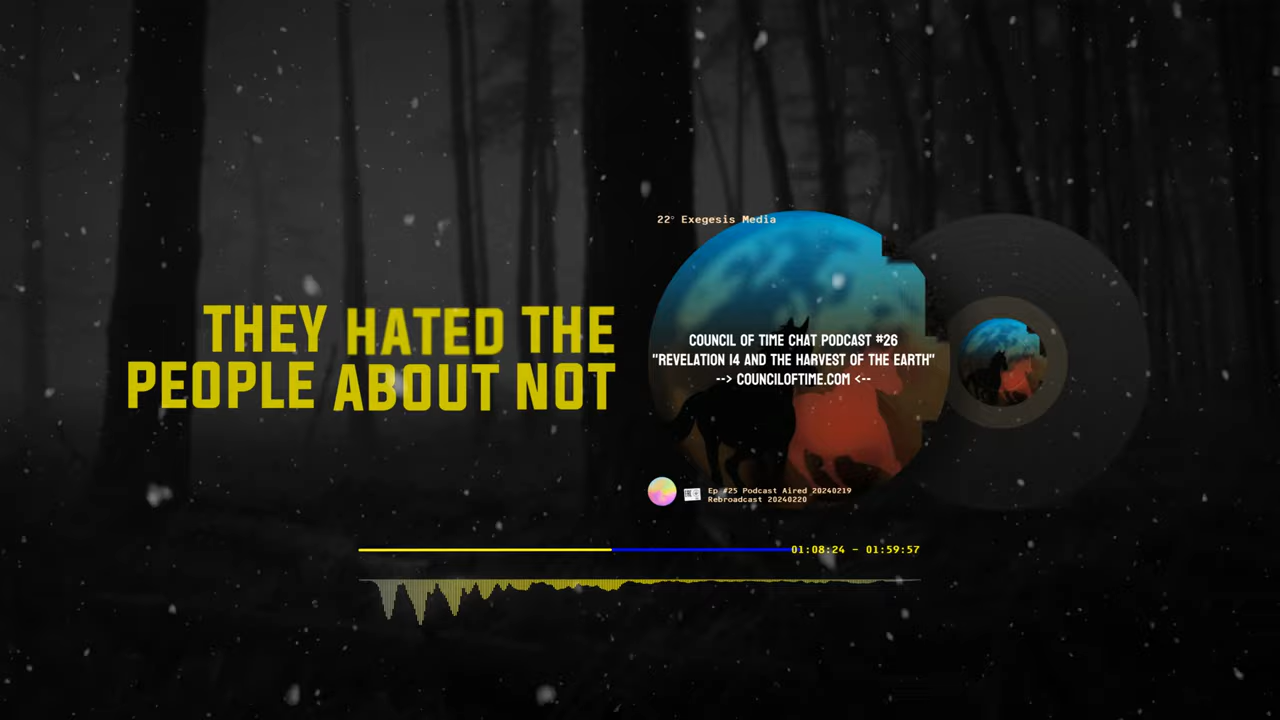 THEY HATED THE
PEOPLE ABOUT NOT
22° Exegesis Media
COUNCIL OF TIME CHAT PODCAST #26
"REVELATION 14 AND THE HARVEST OF THE EARTH"
--> COUNCILOFTIME.COM <--
Ep #25 Podcast Aired 20240219
Rebroadcast 20240220
01:08:24 - 01:59:57